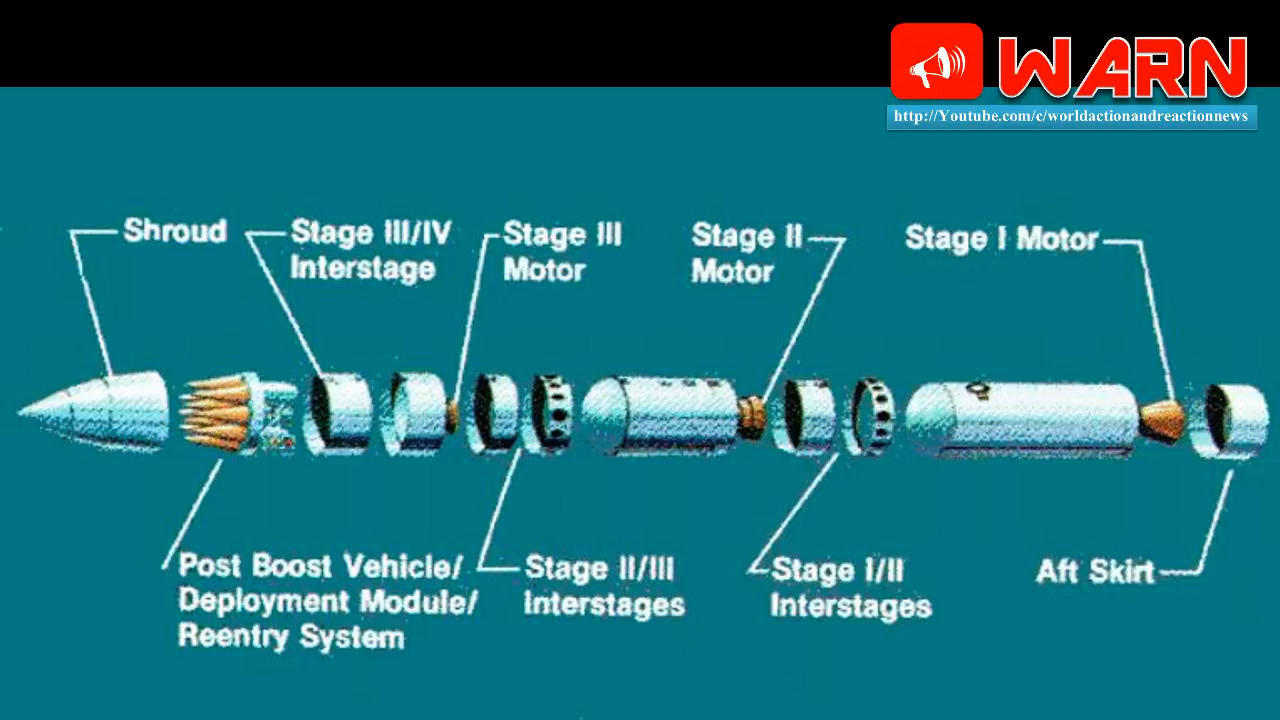 WARN
http://Youtube.com/c/worldactionandreactionnews
Shroud
Stage III/IV
Interstage
Stage III
Motor
Stage II
Motor
Stage I Motor
Post Boost Vehicle/
Deployment Module/
Reentry System
Stage II/III
Interstages
Stage I/II
Interstages
Aft Skirt